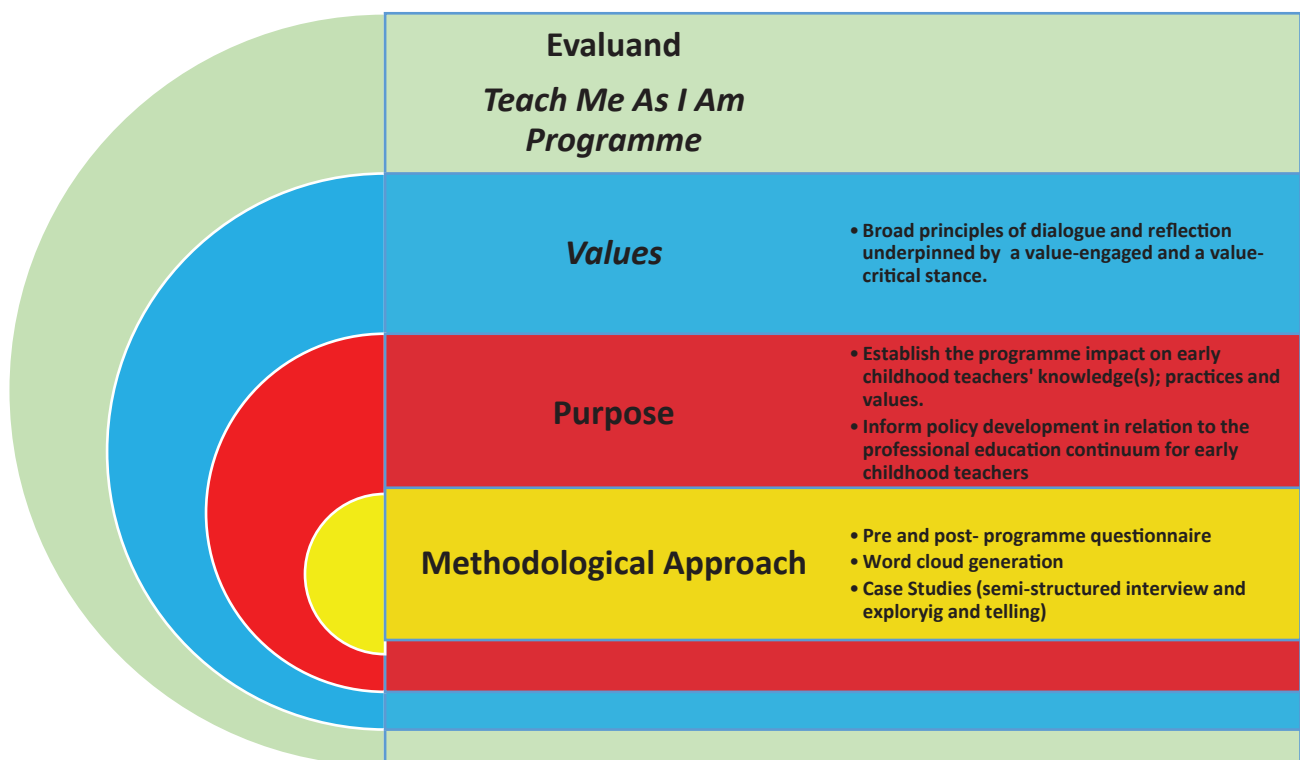 Evaluand
Teach Me As I Am
Programme
Values
• Broad principles of dialogue and reflection
underpinned by a value-engaged and a value-
critical stance.
Purpose
• Establish the programme impact on early
childhood teachers' knowledge(s); practices and
values.
• Inform policy development in relation to the
professional education continuum for early
childhood teachers
Methodological Approach
• Pre and post- programme questionnaire
• Word cloud generation
• Case Studies (semi-structured interview and
exploryig and telling)